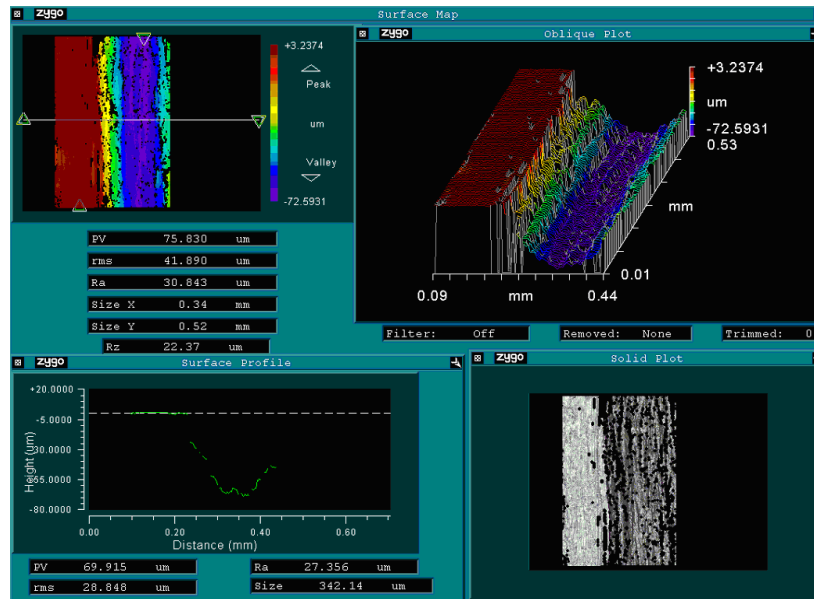 zygo Surface Map
+3.2374
Peak
um
Valley
-72.5931
PV 75.830 um
rms 41.890 um
Ra 30.843 um
Size X 0.34 mm
Size Y 0.52 mm
Rz 22.37 um
zygo Oblique Plot
+3.2374
um
-72.5931
0.53
mm
0.01
0.09 mm 0.44
Filter: Off Removed: None Trimmed: 0
zygo Surface Profile
+20.0000
-5.0000
-30.0000
-65.0000
-80.0000
Height (um)
0.00 0.20 0.40 0.60
Distance (mm)
PV 69.915 um
rms 28.848 um
Ra 27.356 um
Size 342.14 um
zygo Solid Plot